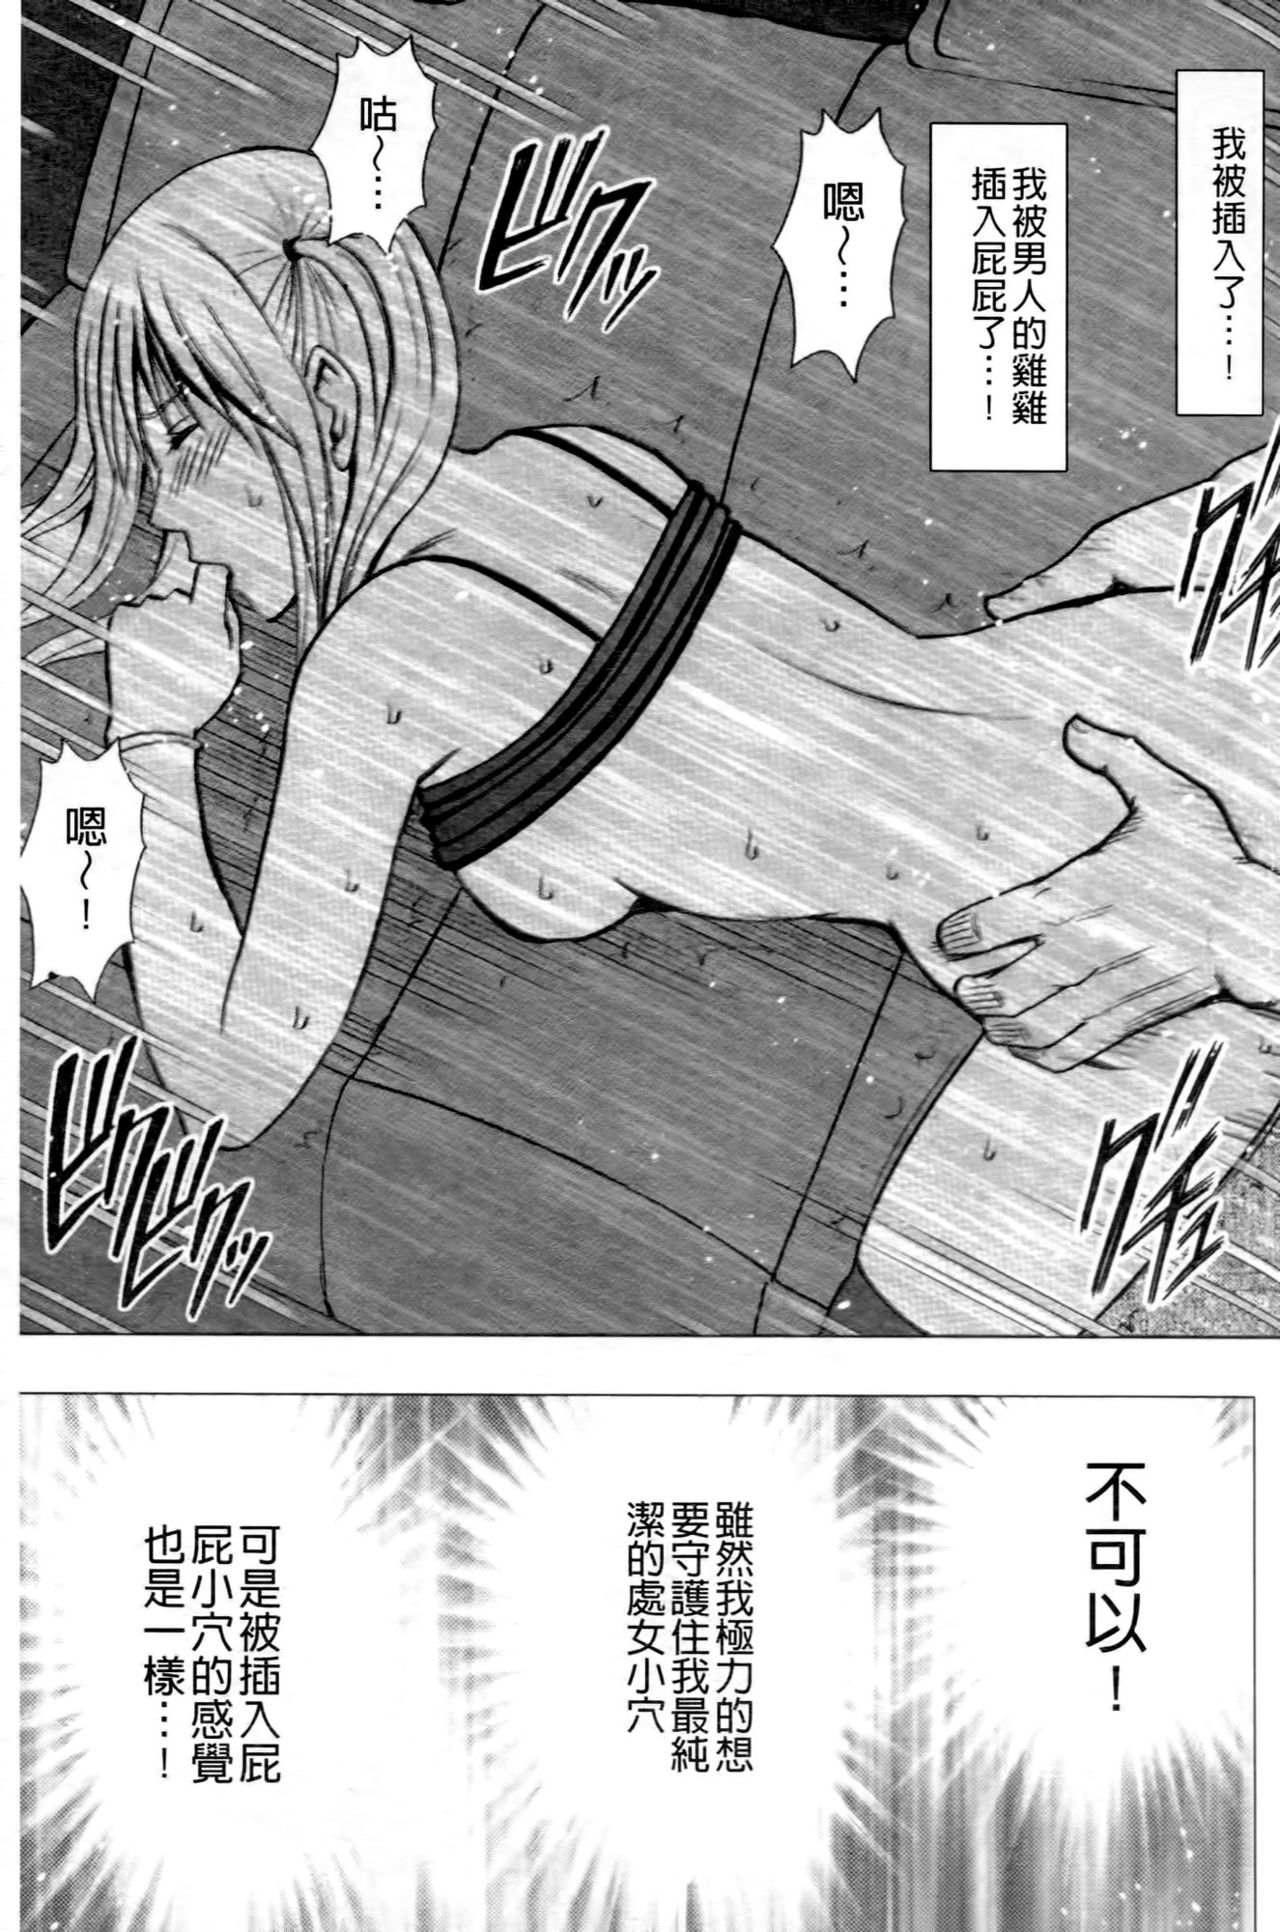 我被插入了…！
我被男人的雞雞
插入屁屁了…！
嗯～…
ビクッ
咕～…
グチュ
嗯～！
ビクビクッ
グチュ
不可以！
雖然我極力的想
要守護住我最純
潔的處女小穴
可是被插入屁
屁小穴的感覺
也是一樣…！